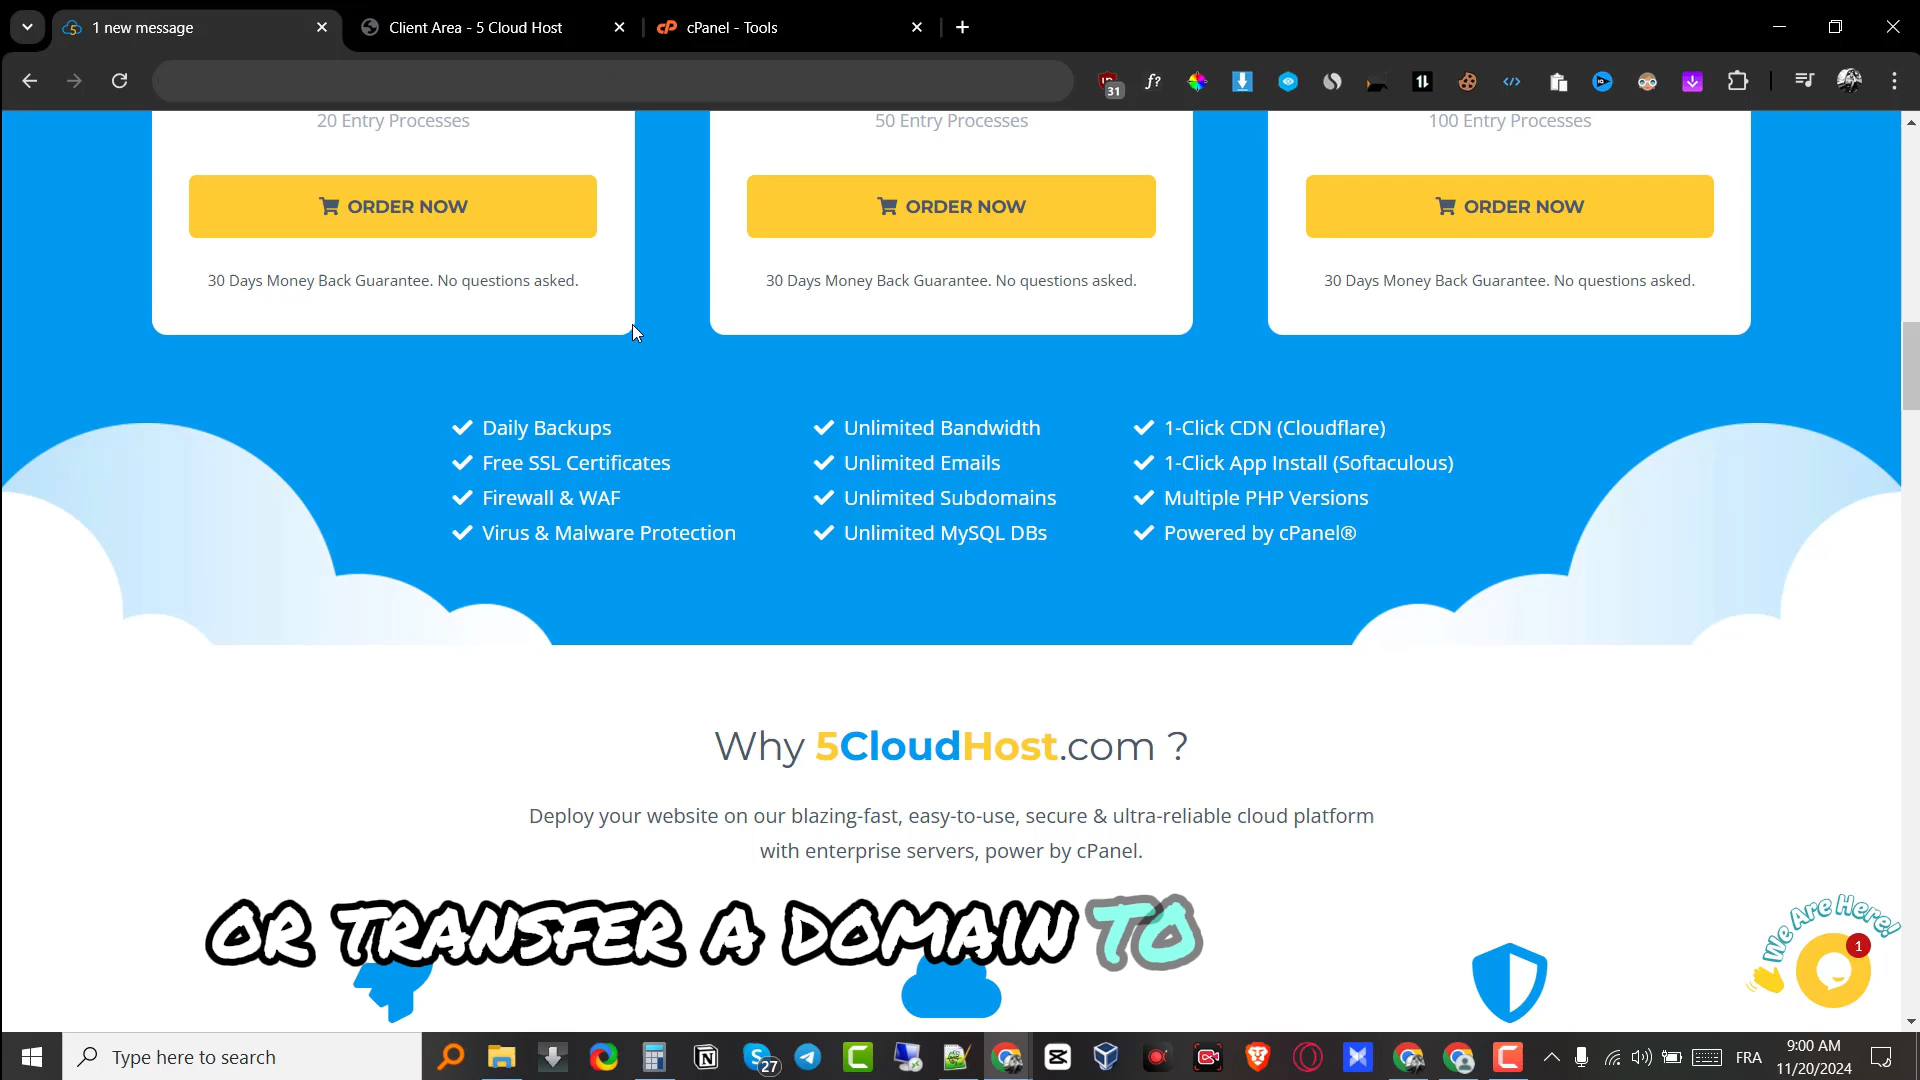 1 new message
Client Area - 5 Cloud Host
cPanel - Tools
31
20 Entry Processes
50 Entry Processes
100 Entry Processes
ORDER NOW
ORDER NOW
ORDER NOW
30 Days Money Back Guarantee. No questions asked.
30 Days Money Back Guarantee. No questions asked.
30 Days Money Back Guarantee. No questions asked.
Daily Backups
Free SSL Certificates
Firewall & WAF
Virus & Malware Protection
Unlimited Bandwidth
Unlimited Emails
Unlimited Subdomains
Unlimited MySQL DBs
1-Click CDN (Cloudflare)
1-Click App Install (Softaculous)
Multiple PHP Versions
Powered by cPanel®
Why 5CloudHost.com ?
Deploy your website on our blazing-fast, easy-to-use, secure & ultra-reliable cloud platform
with enterprise servers, power by cPanel.
OR TRANSFER A DOMAIN TO
We Are Here!
1
Type here to search
27
FRA
9:00 AM
11/20/2024